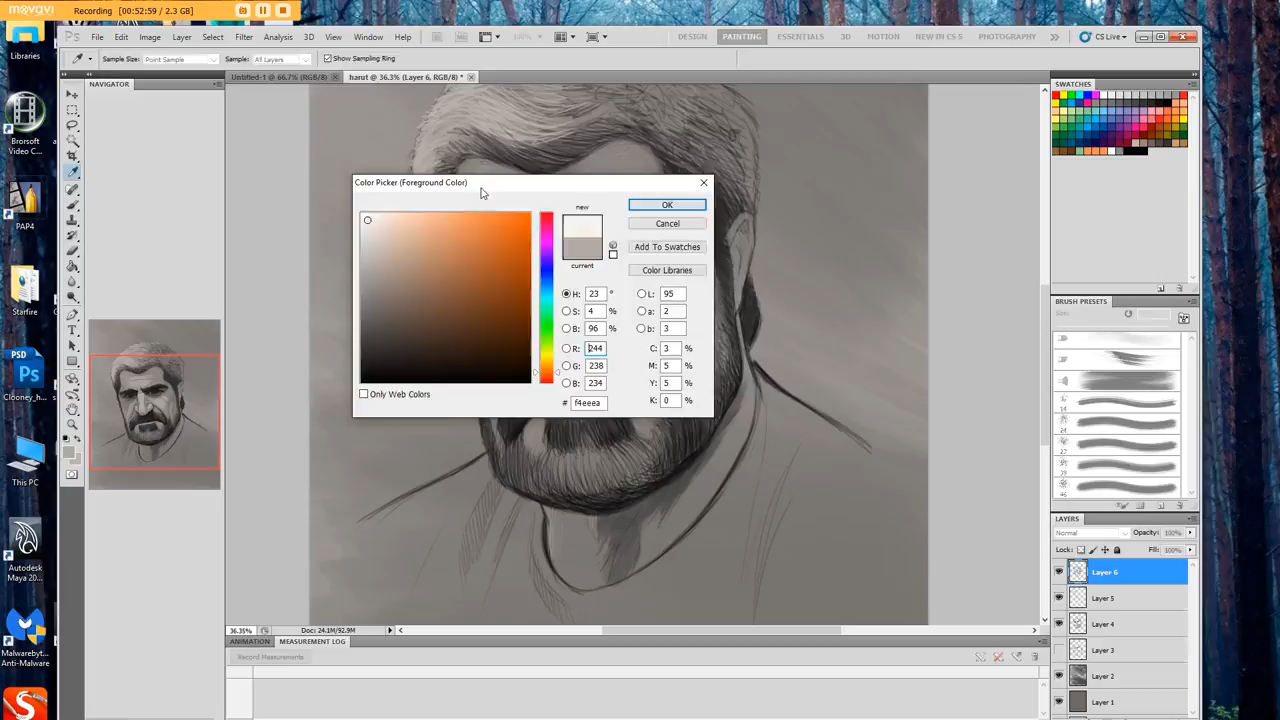 movavi
Recording
(00:52:59 / 2.3 GB)
Libraries
Brorsoft
Video C...
PAP4
Starfire
Clooney_h...
This PC
Autodesk
Maya 20...
Malwarebyt...
Anti-Malware
Ps File Edit Image Layer Select Filter Analysis 3D View Window Help
100%
DESIGN PAINTING ESSENTIALS 3D MOTION NEW IN CS 5 PHOTOGRAPHY CS Live
Sample Size: Point Sample Sample: All Layers Show Sampling Ring
NAVIGATOR
Untitled-1 @ 66.7% (RGB/8) harut @ 36.3% (Layer 6, RGB/8) *
SWATCHES
Color Picker (Foreground Color)
new
current
OK
Cancel
Add To Swatches
Color Libraries
H: 23 ° L: 95
S: 4 % a: 2
B: 96 % b: 3
R: 244 C: 3 %
G: 238 M: 5 %
B: 234 Y: 5 %
# f4eeea K: 0 %
Only Web Colors
BRUSH PRESETS
Size:
14
24
LAYERS
Normal Opacity: 100%
Lock: Fill: 100%
Layer 6
Layer 5
Layer 4
Layer 3
Layer 2
Layer 1
36.35% Doc: 24.1M/92.9M
ANIMATION MEASUREMENT LOG
Record Measurements